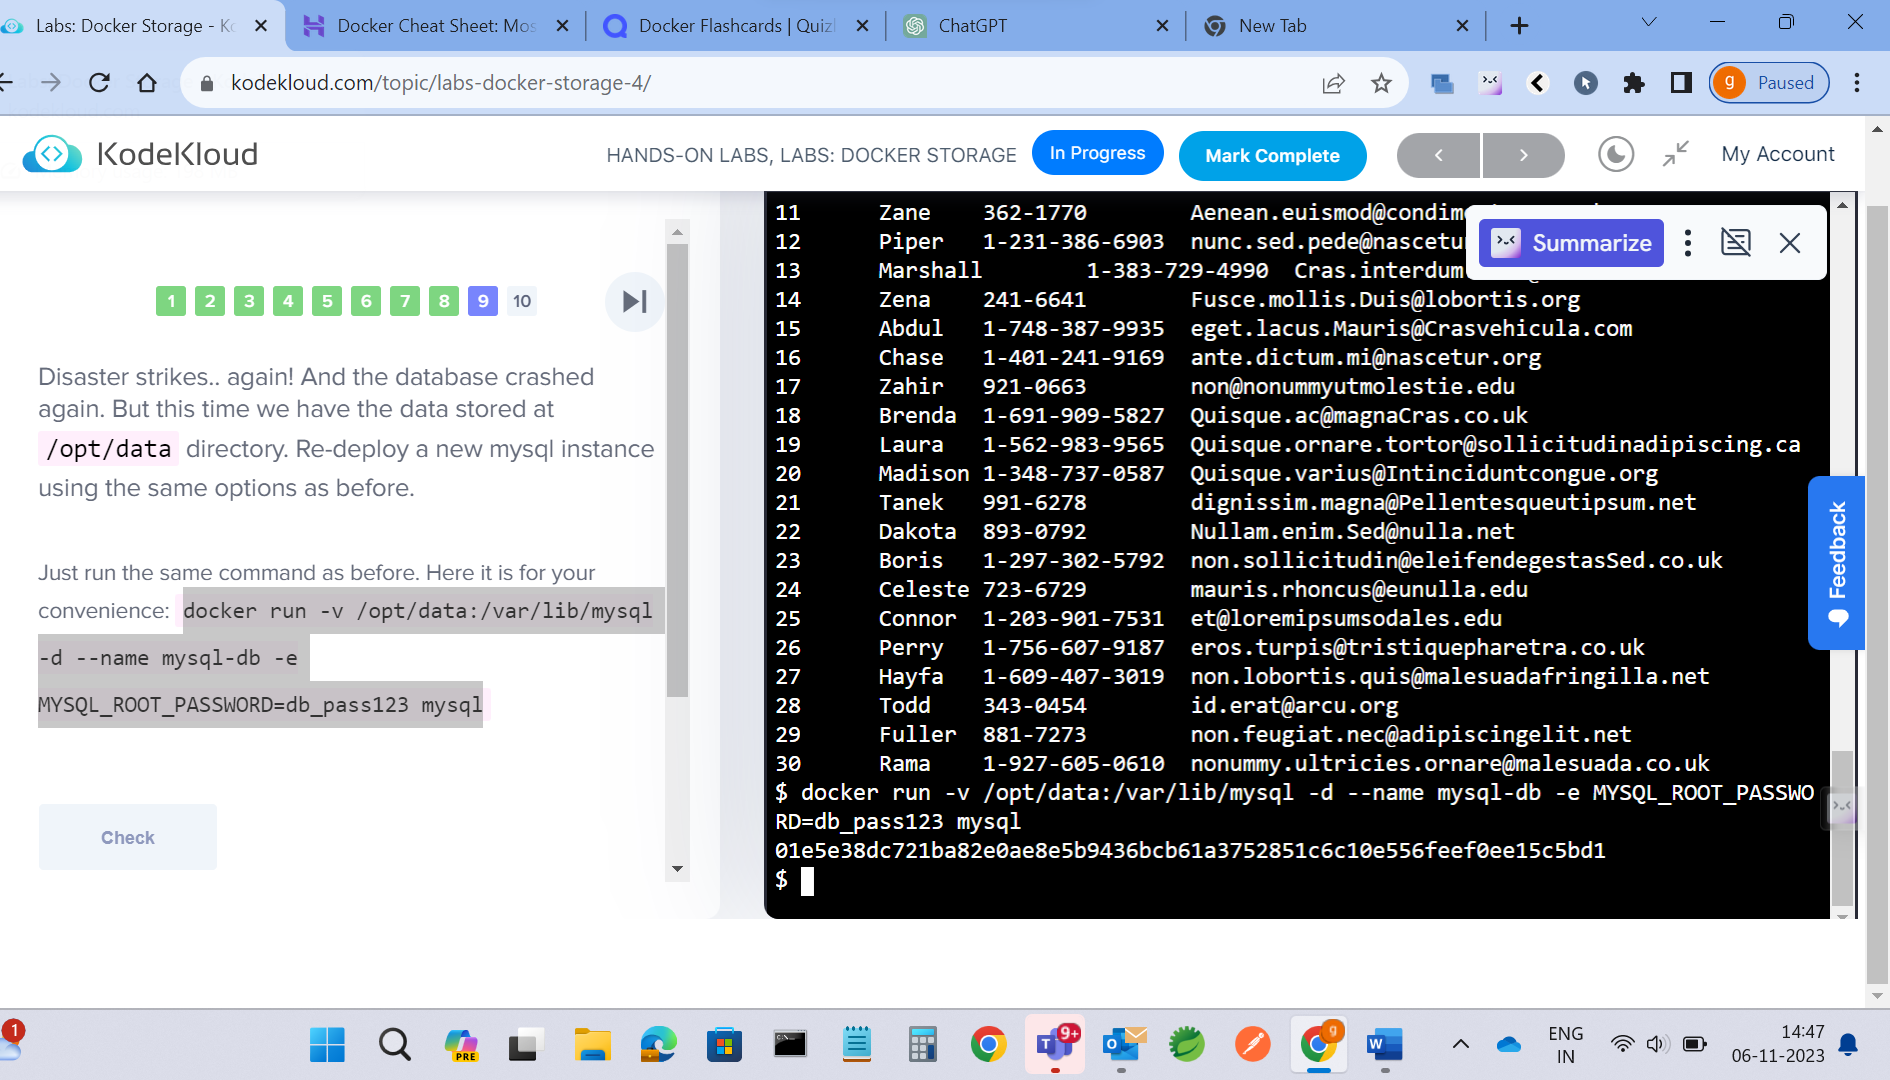 Labs: Docker Storage - Ko
Docker Cheat Sheet: Mos
Docker Flashcards | Quiz
ChatGPT
New Tab
kodekloud.com/topic/labs-docker-storage-4/
g Paused
KodeKloud
HANDS-ON LABS, LABS: DOCKER STORAGE
In Progress
Mark Complete
My Account
1 2 3 4 5 6 7 8 9 10
Disaster strikes.. again! And the database crashed
again. But this time we have the data stored at
/opt/data directory. Re-deploy a new mysql instance
using the same options as before.
Just run the same command as before. Here it is for your
convenience: docker run -v /opt/data:/var/lib/mysql
-d --name mysql-db -e
MYSQL_ROOT_PASSWORD=db_pass123 mysql
Check
11 Zane 362-1770 Aenean.euismod@condim
12 Piper 1-231-386-6903 nunc.sed.pede@nascetur
13 Marshall 1-383-729-4990 Cras.interdum
14 Zena 241-6641 Fusce.mollis.Duis@lobortis.org
15 Abdul 1-748-387-9935 eget.lacus.Mauris@Crasvehicula.com
16 Chase 1-401-241-9169 ante.dictum.mi@nascetur.org
17 Zahir 921-0663 non@nonummyutmolestie.edu
18 Brenda 1-691-909-5827 Quisque.ac@magnaCras.co.uk
19 Laura 1-562-983-9565 Quisque.ornare.tortor@sollicitudinadipiscing.ca
20 Madison 1-348-737-0587 Quisque.varius@Intinciduntcongue.org
21 Tanek 991-6278 dignissim.magna@Pellentesqueutipsum.net
22 Dakota 893-0792 Nullam.enim.Sed@nulla.net
23 Boris 1-297-302-5792 non.sollicitudin@eleifendegestasSed.co.uk
24 Celeste 723-6729 mauris.rhoncus@eunulla.edu
25 Connor 1-203-901-7531 et@loremipsumsodales.edu
26 Perry 1-756-607-9187 eros.turpis@tristiquepharetra.co.uk
27 Hayfa 1-609-407-3019 non.lobortis.quis@malesuadafringilla.net
28 Todd 343-0454 id.erat@arcu.org
29 Fuller 881-7273 non.feugiat.nec@adipiscingelit.net
30 Rama 1-927-605-0610 nonummy.ultricies.ornare@malesuada.co.uk
$ docker run -v /opt/data:/var/lib/mysql -d --name mysql-db -e MYSQL_ROOT_PASSWO
RD=db_pass123 mysql
01e5e38dc721ba82e0ae8e5b9436bcb61a3752851c6c10e556feef0ee15c5bd1
$
Summarize
Feedback
1
PRE
9+
g
ENG
IN
14:47
06-11-2023